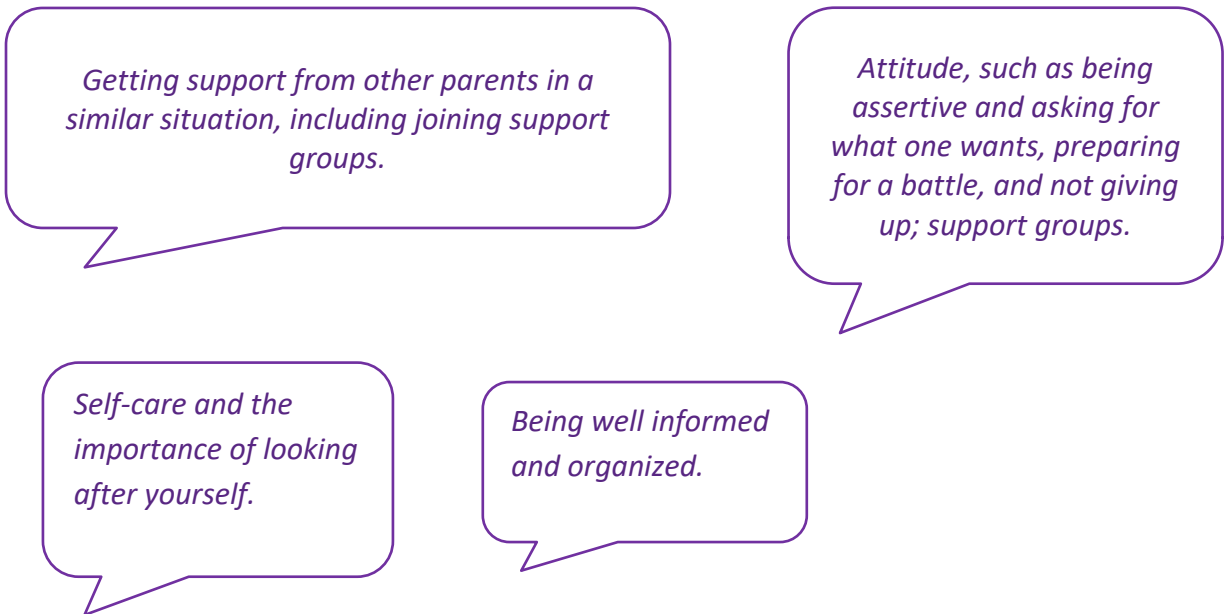 Getting support from other parents in a
similar situation, including joining support
groups.
Attitude, such as being
assertive and asking for
what one wants, preparing
for a battle, and not giving
up; support groups.
Self-care and the
importance of looking
after yourself.
Being well informed
and organized.